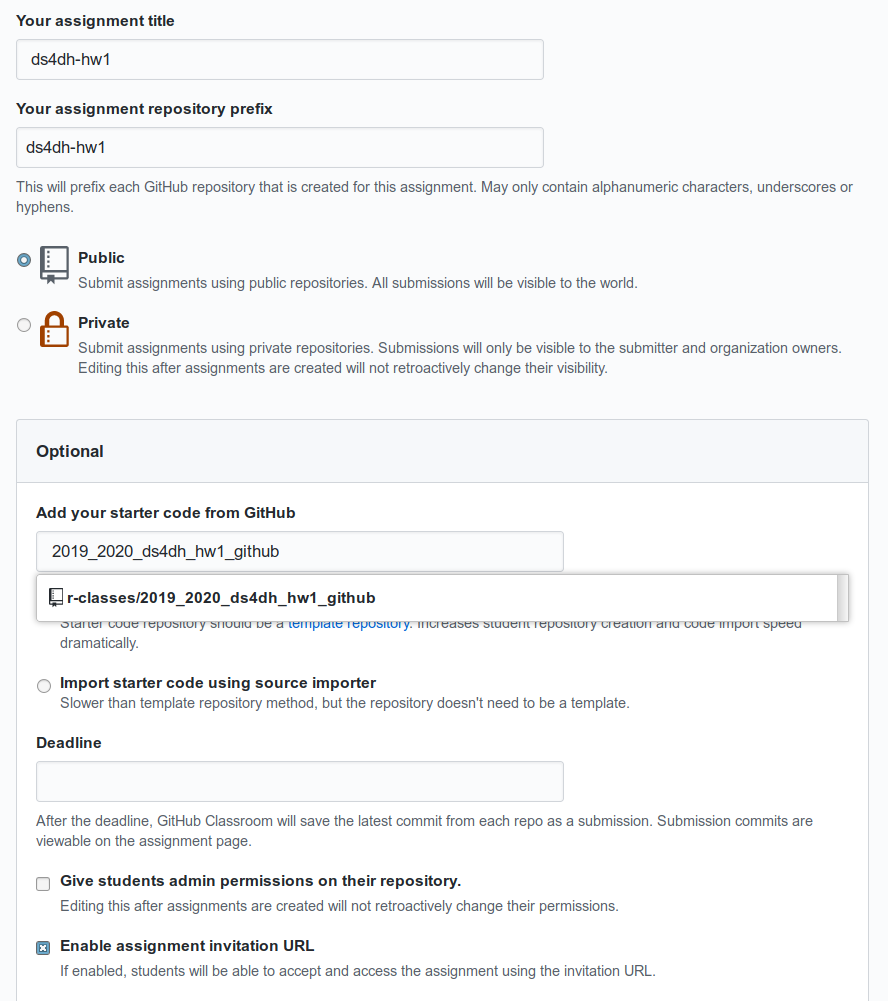 Your assignment title
ds4dh-hw1
Your assignment repository prefix
ds4dh-hw1
This will prefix each GitHub repository that is created for this assignment. May only contain alphanumeric characters, underscores or
hyphens.
Public
Submit assignments using public repositories. All submissions will be visible to the world.
Private
Submit assignments using private repositories. Submissions will only be visible to the submitter and organization owners.
Editing this after assignments are created will not retroactively change their visibility.
Optional
Add your starter code from GitHub
2019_2020_ds4dh_hw1_github
r-classes/2019_2020_ds4dh_hw1_github
Starter code repository should be a template repository. Increases student repository creation and code import speed
dramatically.
Import starter code using source importer
Slower than template repository method, but the repository doesn't need to be a template.
Deadline
After the deadline, GitHub Classroom will save the latest commit from each repo as a submission. Submission commits are
viewable on the assignment page.
Give students admin permissions on their repository.
Editing this after assignments are created will not retroactively change their permissions.
Enable assignment invitation URL
If enabled, students will be able to accept and access the assignment using the invitation URL.